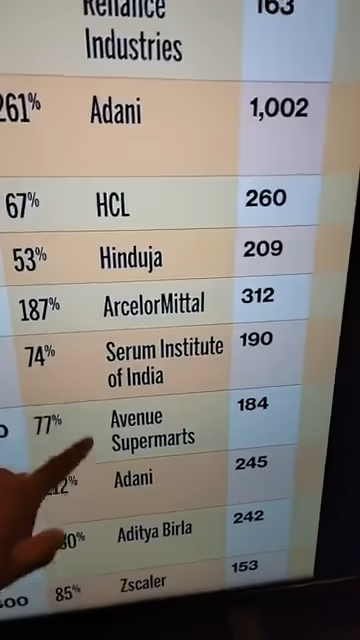 Reliance 163
Industries
261% Adani 1,002
67% HCL 260
53% Hinduja 209
187% ArcelorMittal 312
74% Serum Institute 190
of India
77% Avenue 184
Supermarts
Adani 245
Aditya Birla 242
85% Zscaler 153